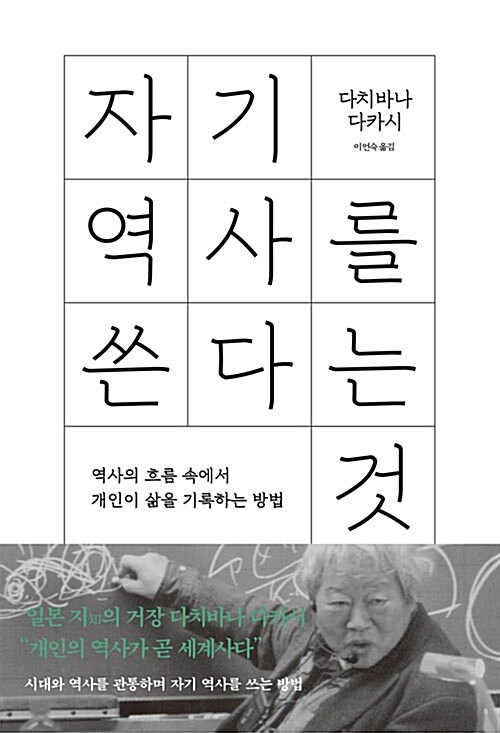 자기
다치바나
다카시
이언숙 옮김
역사를
쓴다는
것
역사의 흐름 속에서
개인이 삶을 기록하는 방법
일본 지知의 거장 다치바나 다카시
“개인의 역사가 곧 세계사다”
시대와 역사를 관통하며 자기 역사를 쓰는 방법